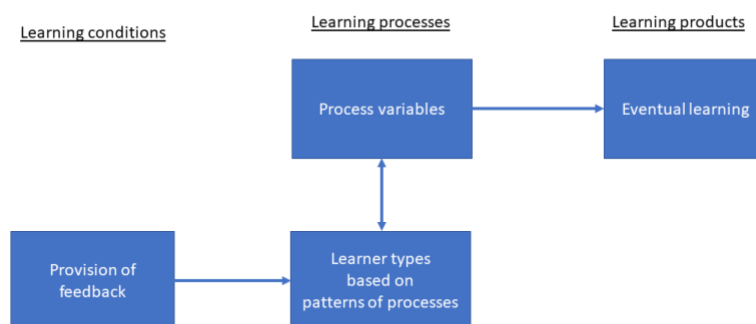 Learning conditions
Learning processes
Learning products
Process variables
Eventual learning
Provision of
feedback
Learner types
based on
patterns of processes